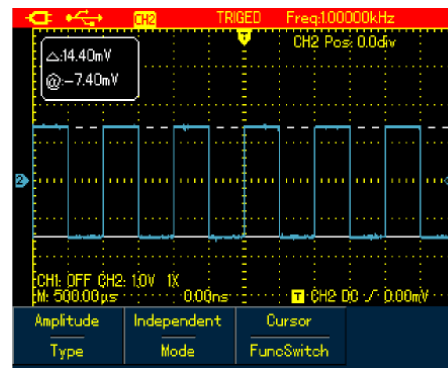 CH2 TRIGED Freq:1.00000kHz
T
CH2 Pos: 0.0div
△:14.40mV
@:-7.40mV
2
CH1: OFF CH2: 1.0V 1X
M: 500.00μs 0.00ns T CH2 DC 0.00mV
Amplitude Independent Cursor
Type Mode FuncSwitch